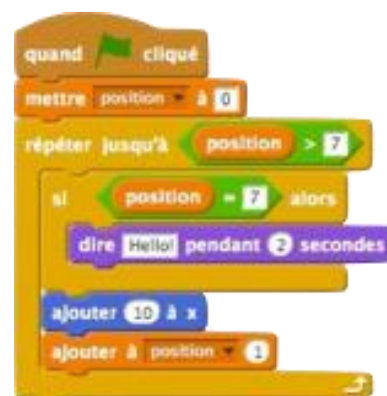 quand cliqué
mettre position à 0
répéter jusqu'à position > 7
si position = 7 alors
dire Hello! pendant 2 secondes
ajouter 10 à x
ajouter à position 1